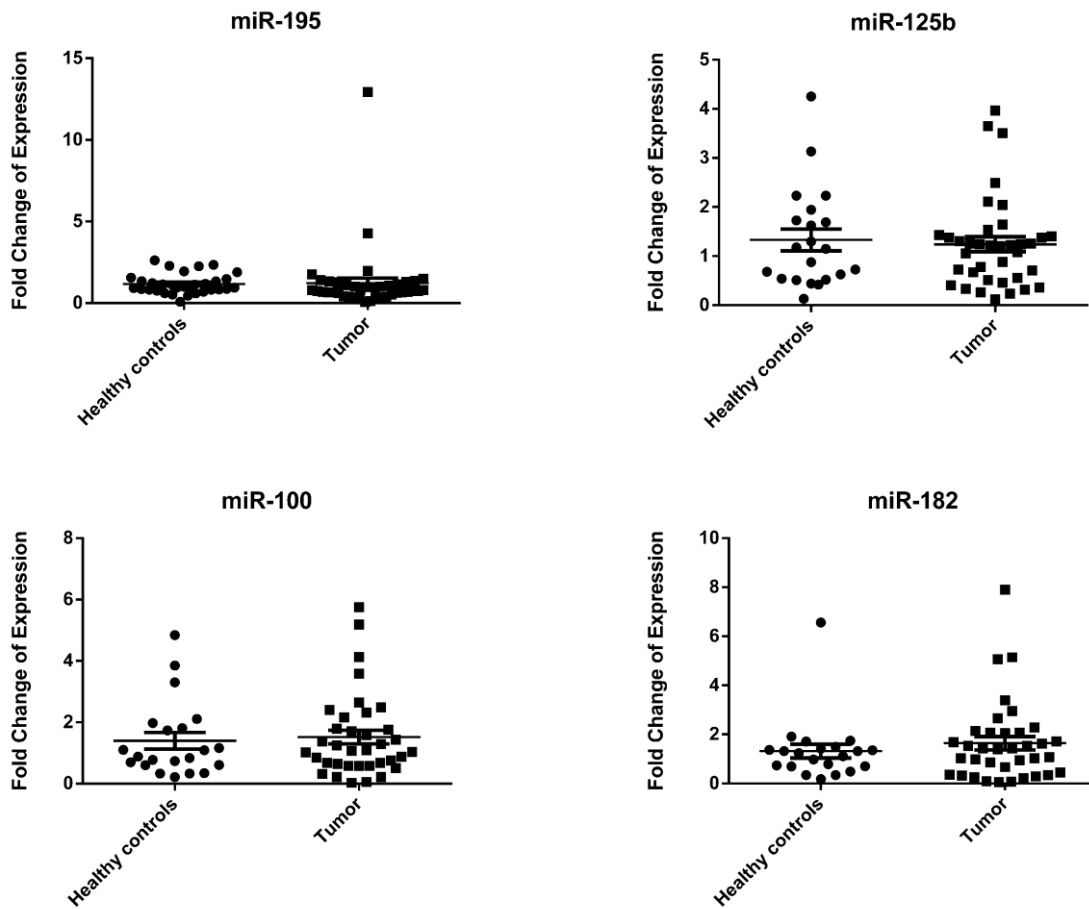 miR-195
Fold Change of Expression
15
10
5
0
Healthy controls
Tumor
miR-125b
Fold Change of Expression
5
4
3
2
1
0
Healthy controls
Tumor
miR-100
Fold Change of Expression
8
6
4
2
0
Healthy controls
Tumor
miR-182
Fold Change of Expression
10
8
6
4
2
0
Healthy controls
Tumor